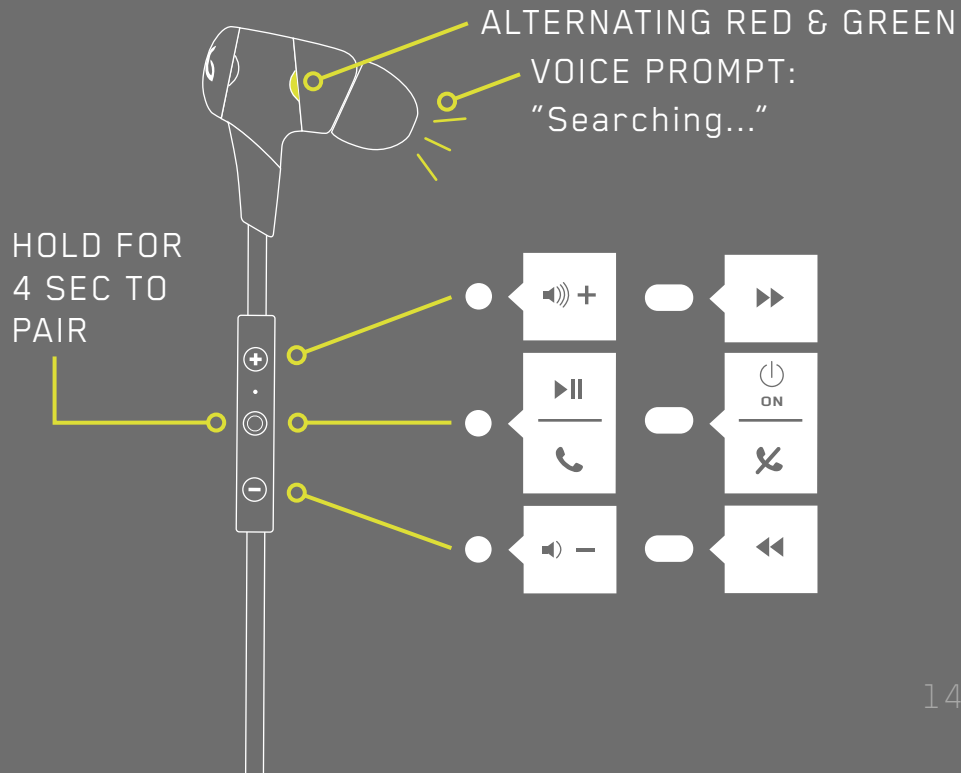 ALTERNATING RED & GREEN
VOICE PROMPT:
“Searching...”
HOLD FOR
4 SEC TO
PAIR
ON
14